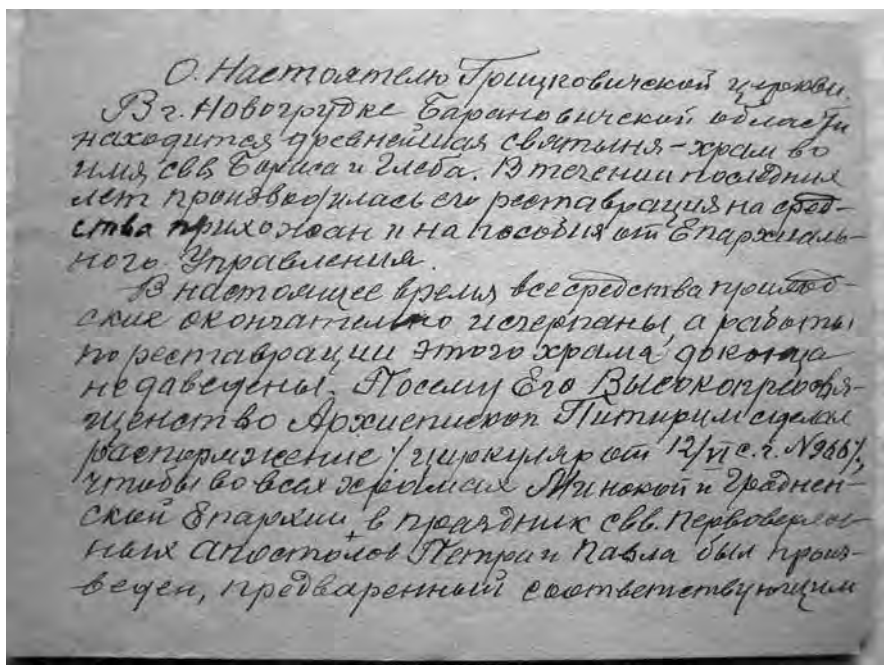 О. Настоятелю Грицковичской церкви.
В г. Новогрудке Барановичской области
находится древнейшая святыня – храм во
имя свв. Бориса и Глеба. В течении последних
лет производилась его реставрация на сред-
ства прихожан и на пособия от Епархиаль-
ного Управления.
В настоящее время все средства приход-
ские окончательно исчерпаны, а работы
по реставрации этого храма до конца
не даведены. Посему Его Высокопреосвя-
щенство Архиепископ Питирим сделал
распоряжение /циркуляр от 12/VI с.г. №966/,
чтобы во всех храмах Минской и Гроднен-
ской Епархии в праздник свв. Первоверхов-
ных Апостолов Петра и Павла был произ-
веден, предваренный соответствующим